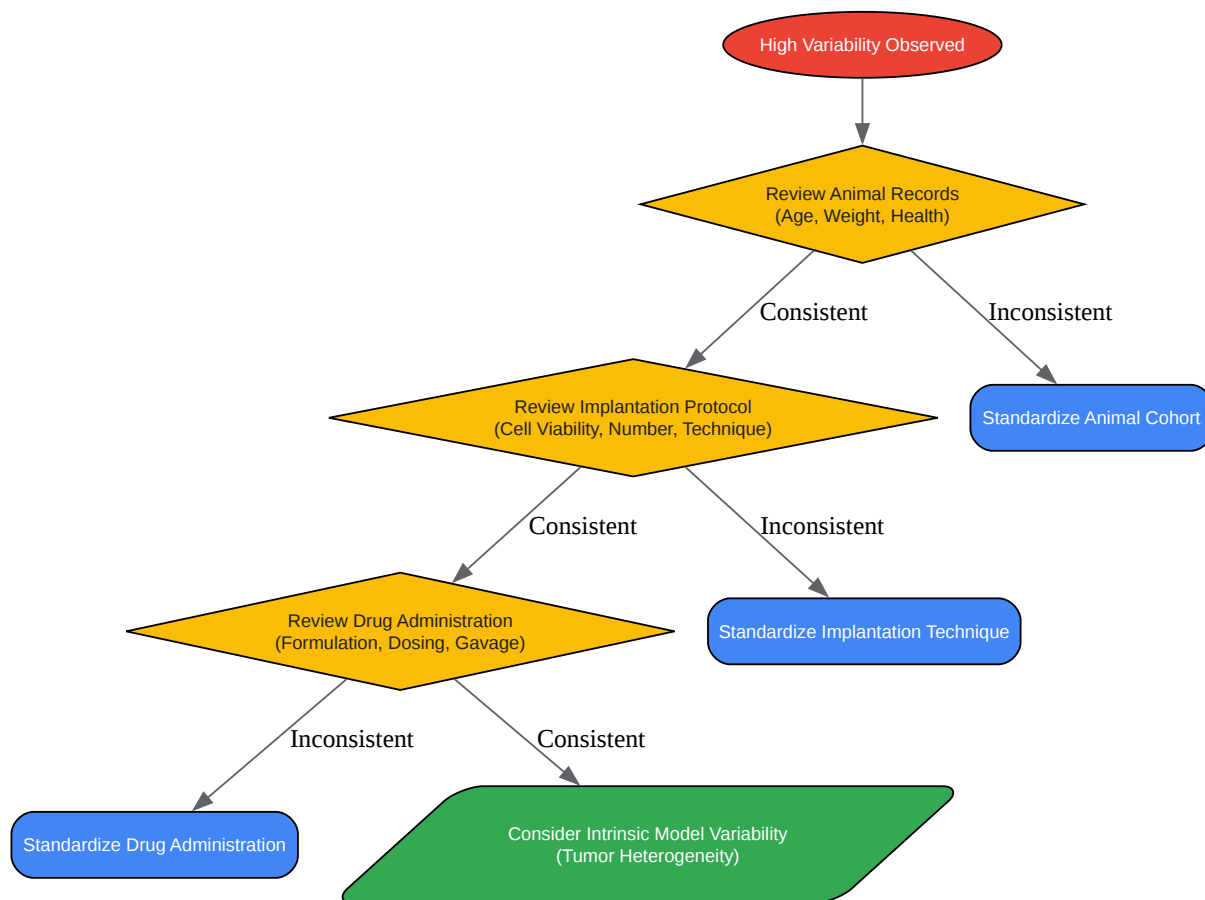 High Variability Observed
Review Animal Records
(Age, Weight, Health)
Consistent
Inconsistent
Review Implantation Protocol
(Cell Viability, Number, Technique)
Standardize Animal Cohort
Consistent
Inconsistent
Review Drug Administration
(Formulation, Dosing, Gavage)
Standardize Implantation Technique
Inconsistent
Consistent
Standardize Drug Administration
Consider Intrinsic Model Variability
(Tumor Heterogeneity)